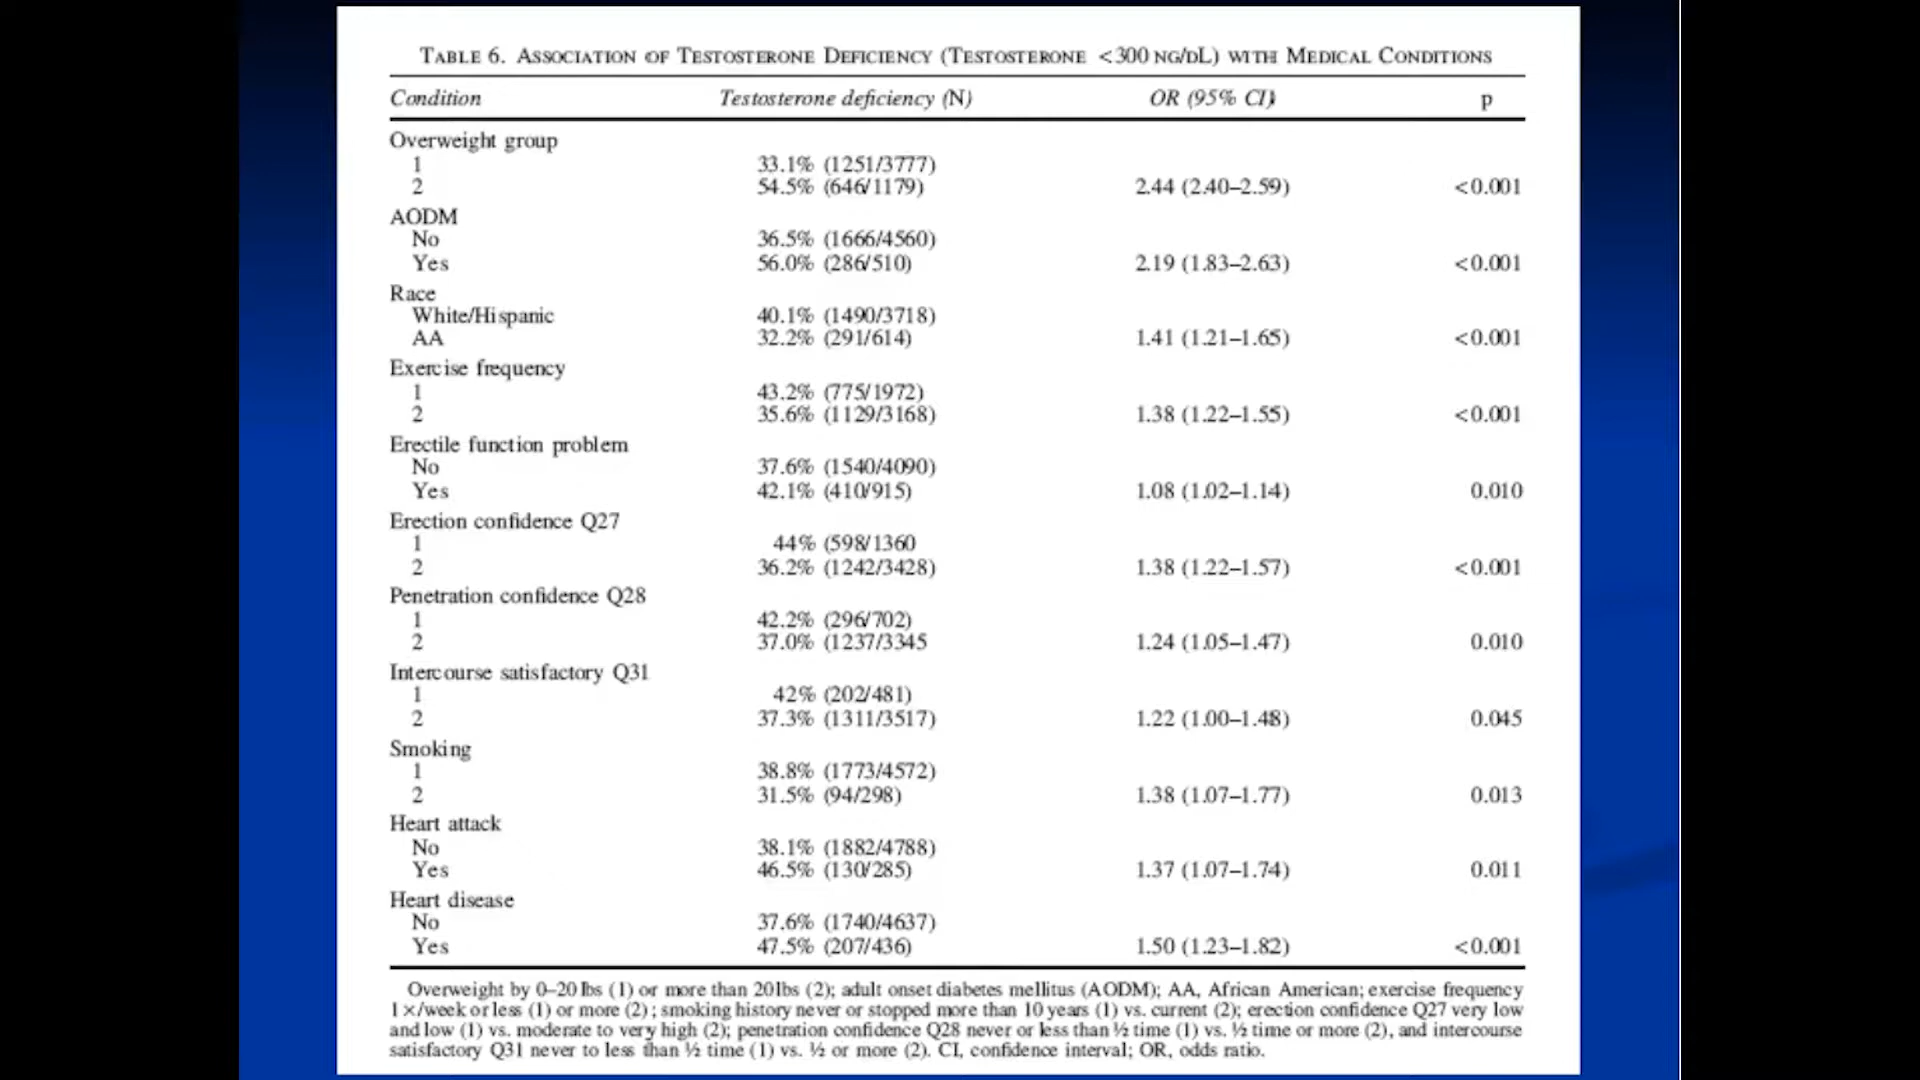 TABLE 6. ASSOCIATION OF TESTOSTERONE DEFICIENCY (TESTOSTERONE <300 NG/DL) WITH MEDICAL CONDITIONS
Condition Testosterone deficiency (N) OR (95% CI) p
Overweight group
1 33.1% (1251/3777)
2 54.5% (646/1179) 2.44 (2.40–2.59) <0.001
AODM
No 36.5% (1666/4560)
Yes 56.0% (286/510) 2.19 (1.83–2.63) <0.001
Race
White/Hispanic 40.1% (1490/3718)
AA 32.2% (291/614) 1.41 (1.21–1.65) <0.001
Exercise frequency
1 43.2% (775/1972)
2 35.6% (1129/3168) 1.38 (1.22–1.55) <0.001
Erectile function problem
No 37.6% (1540/4090)
Yes 42.1% (410/915) 1.08 (1.02–1.14) 0.010
Erection confidence Q27
1 44% (598/1360
2 36.2% (1242/3428) 1.38 (1.22–1.57) <0.001
Penetration confidence Q28
1 42.2% (296/702)
2 37.0% (1237/3345 1.24 (1.05–1.47) 0.010
Intercourse satisfactory Q31
1 42% (202/481)
2 37.3% (1311/3517) 1.22 (1.00–1.48) 0.045
Smoking
1 38.8% (1773/4572)
2 31.5% (94/298) 1.38 (1.07–1.77) 0.013
Heart attack
No 38.1% (1882/4788)
Yes 46.5% (130/285) 1.37 (1.07–1.74) 0.011
Heart disease
No 37.6% (1740/4637)
Yes 47.5% (207/436) 1.50 (1.23–1.82) <0.001
Overweight by 0–20 lbs (1) or more than 20 lbs (2); adult onset diabetes mellitus (AODM); AA, African American; exercise frequency
1×/week or less (1) or more (2); smoking history never or stopped more than 10 years (1) vs. current (2); erection confidence Q27 very low
and low (1) vs. moderate to very high (2); penetration confidence Q28 never or less than ½ time (1) vs. ½ time or more (2), and intercourse
satisfactory Q31 never to less than ½ time (1) vs. ½ or more (2). CI, confidence interval; OR, odds ratio.